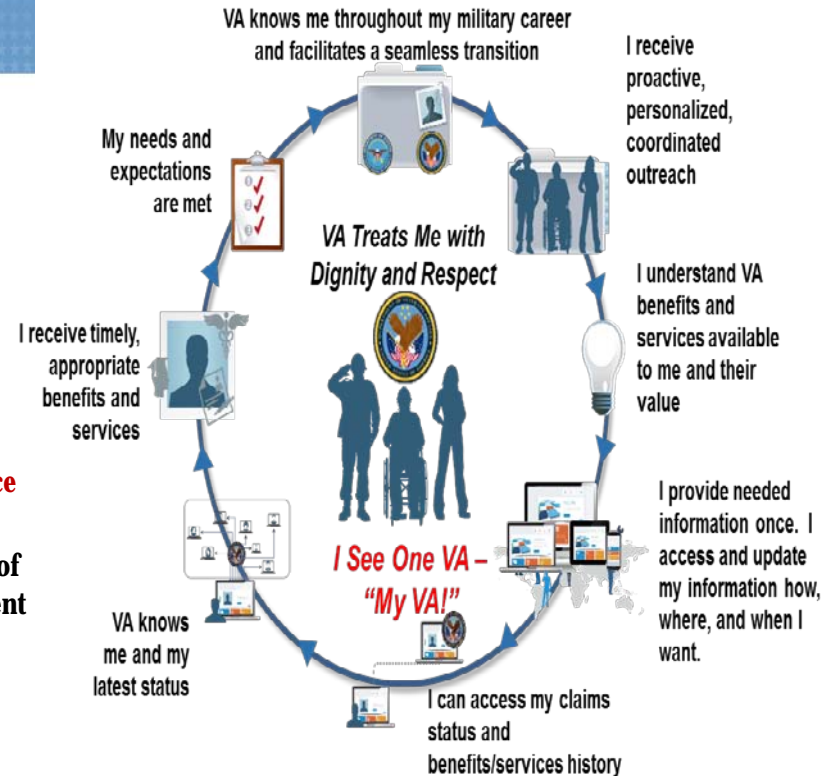 VA knows me throughout my military career
and facilitates a seamless transition
I receive
proactive,
personalized,
coordinated
outreach
I understand VA
benefits and
services available
to me and their
value
I provide needed
information once. I
access and update
my information how,
where, and when I
want.
I can access my claims
status and
benefits/services history
VA knows
me and my
latest status
I receive timely,
appropriate
benefits and
services
My needs and
expectations
are met
VA Treats Me with
Dignity and Respect
I See One VA –
“My VA!”
of